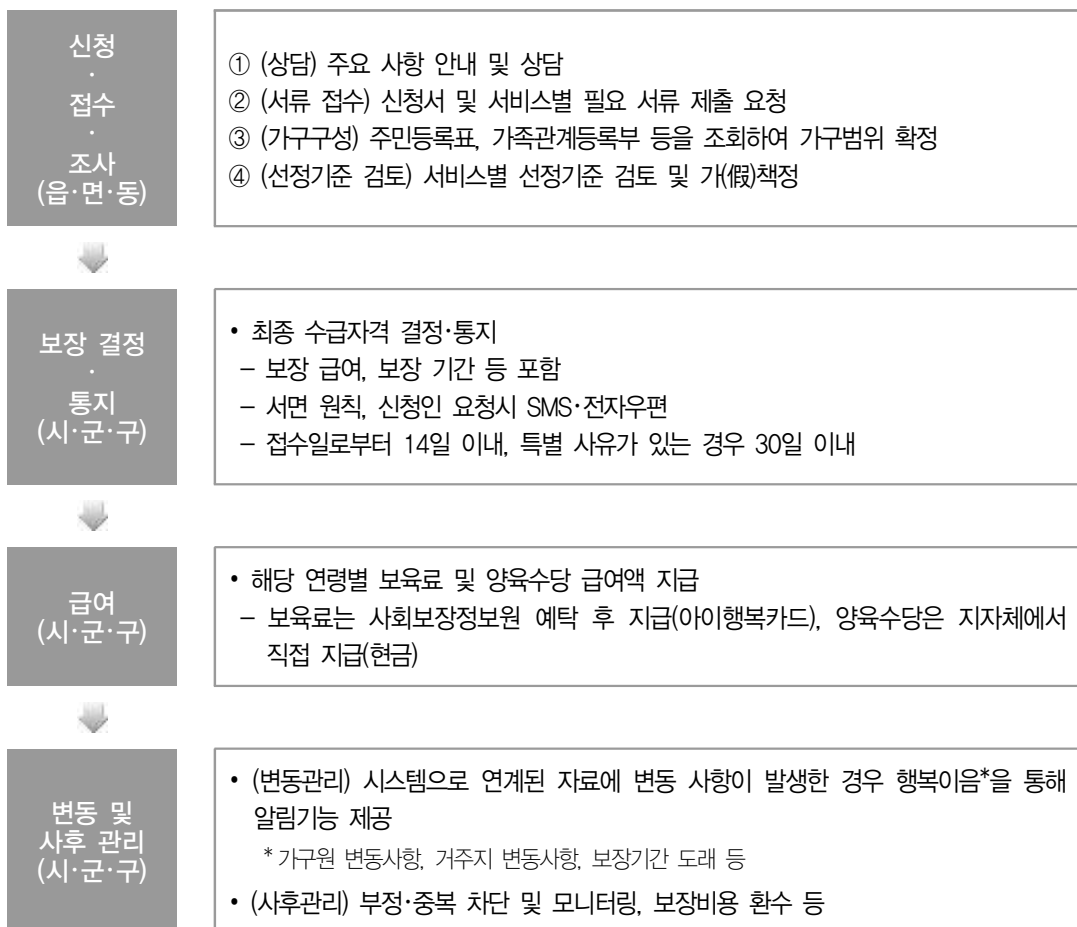 신청
·
접수
·
조사
(읍·면·동)
① (상담) 주요 사항 안내 및 상담
② (서류 접수) 신청서 및 서비스별 필요 서류 제출 요청
③ (가구구성) 주민등록표, 가족관계등록부 등을 조회하여 가구범위 확정
④ (선정기준 검토) 서비스별 선정기준 검토 및 가(假)책정
보장 결정
·
통지
(시·군·구)
• 최종 수급자격 결정·통지
– 보장 급여, 보장 기간 등 포함
– 서면 원칙, 신청인 요청시 SMS·전자우편
– 접수일로부터 14일 이내, 특별 사유가 있는 경우 30일 이내
급여
(시·군·구)
• 해당 연령별 보육료 및 양육수당 급여액 지급
– 보육료는 사회보장정보원 예탁 후 지급(아이행복카드), 양육수당은 지자체에서
직접 지급(현금)
변동 및
사후 관리
(시·군·구)
• (변동관리) 시스템으로 연계된 자료에 변동 사항이 발생한 경우 행복이음*을 통해
알림기능 제공
* 가구원 변동사항, 거주지 변동사항, 보장기간 도래 등
• (사후관리) 부정·중복 차단 및 모니터링, 보장비용 환수 등